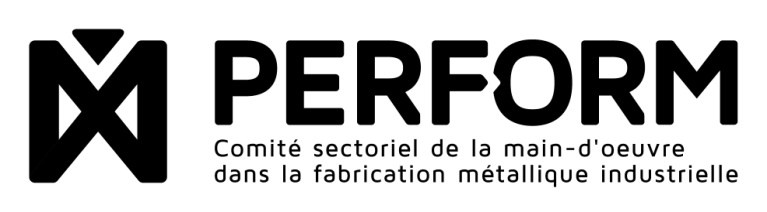 PERFORM
Comité sectoriel de la main-d'oeuvre
dans la fabrication métallique industrielle